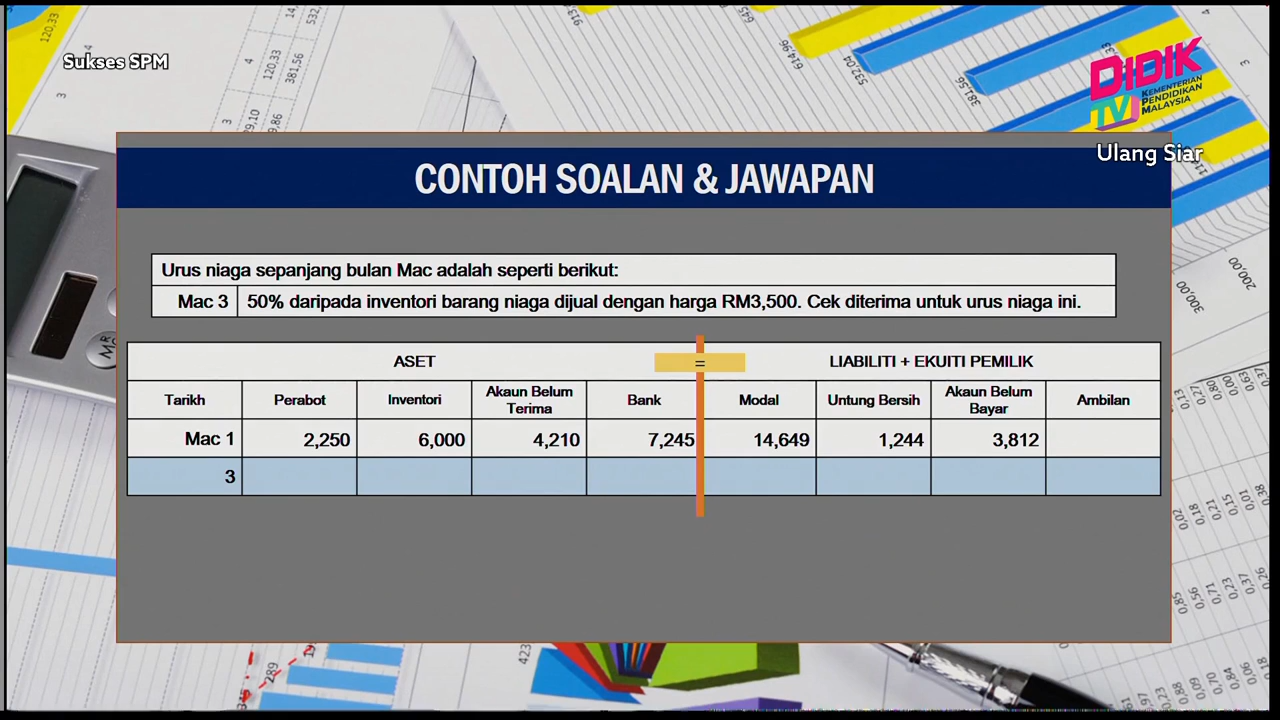 Sukses SPM
DIDIK
TV
KEMENTERIAN
PENDIDIKAN
MALAYSIA
Ulang Siar
CONTOH SOALAN & JAWAPAN
Urus niaga sepanjang bulan Mac adalah seperti berikut:
Mac 3 50% daripada inventori barang niaga dijual dengan harga RM3,500. Cek diterima untuk urus niaga ini.
ASET = LIABILITI + EKUITI PEMILIK
Tarikh Perabot Inventori Akaun Belum Terima Bank Modal Untung Bersih Akaun Belum Bayar Ambilan
Mac 1 2,250 6,000 4,210 7,245 14,649 1,244 3,812
3